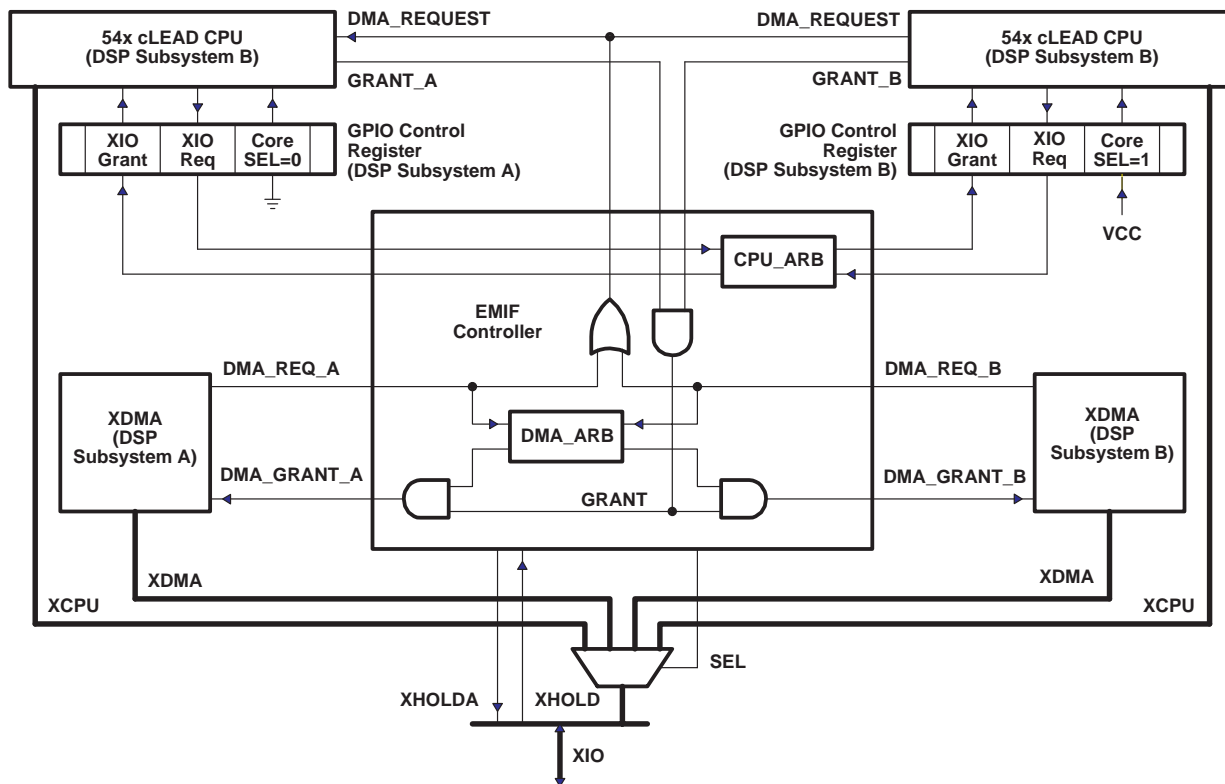 DMA_REQUEST
DMA_REQUEST
54x cLEAD CPU
(DSP Subsystem B)
54x cLEAD CPU
(DSP Subsystem B)
GRANT_A
GRANT_B
XIO
Grant
XIO
Req
Core
SEL=0
GPIO Control
Register
(DSP Subsystem A)
GPIO Control
Register
(DSP Subsystem B)
XIO
Grant
XIO
Req
Core
SEL=1
VCC
CPU_ARB
EMIF
Controller
DMA_REQ_A
DMA_REQ_B
XDMA
(DSP
Subsystem A)
DMA_ARB
XDMA
(DSP
Subsystem B)
DMA_GRANT_A
GRANT
DMA_GRANT_B
XDMA
XDMA
XCPU
XCPU
SEL
XHOLDA
XHOLD
XIO